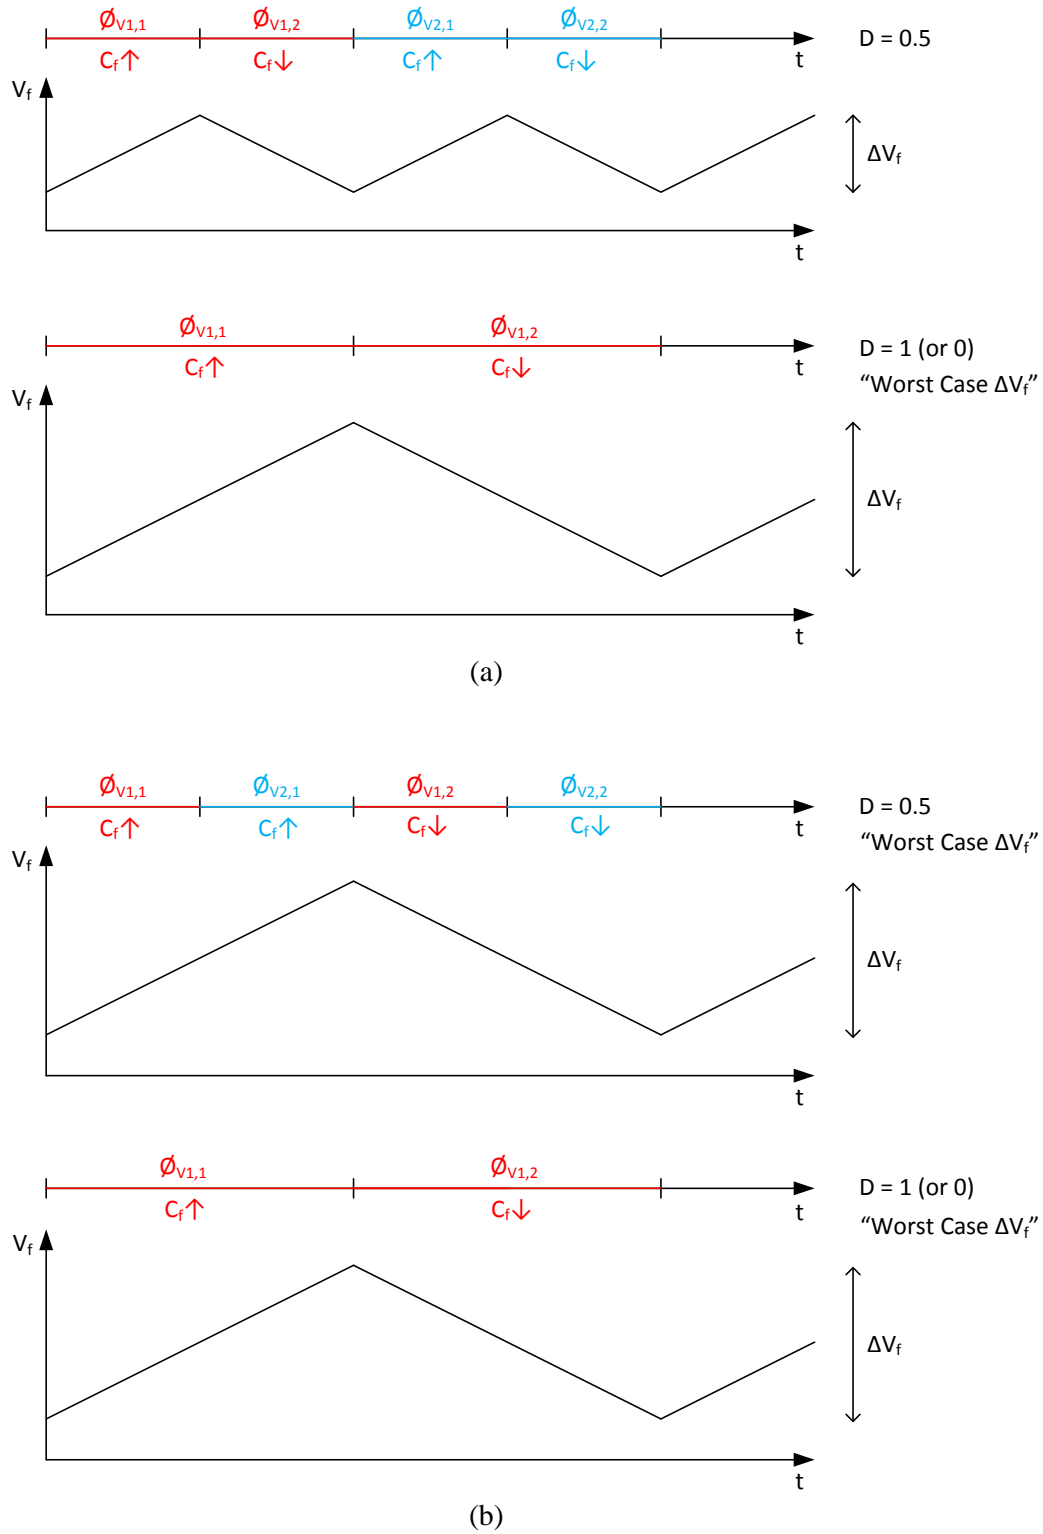 ØV1,1 ØV1,2 ØV2,1 ØV2,2
D = 0.5
Cf↑ Cf↓ Cf↑ Cf↓ t
Vf
ΔVf
t
ØV1,1 ØV1,2
D = 1 (or 0)
Cf↑ Cf↓ t
“Worst Case ΔVf”
Vf
ΔVf
t
(a)
ØV1,1 ØV2,1 ØV1,2 ØV2,2
D = 0.5
Cf↑ Cf↑ Cf↓ Cf↓ t
“Worst Case ΔVf”
Vf
ΔVf
t
ØV1,1 ØV1,2
D = 1 (or 0)
Cf↑ Cf↓ t
“Worst Case ΔVf”
Vf
ΔVf
t
(b)